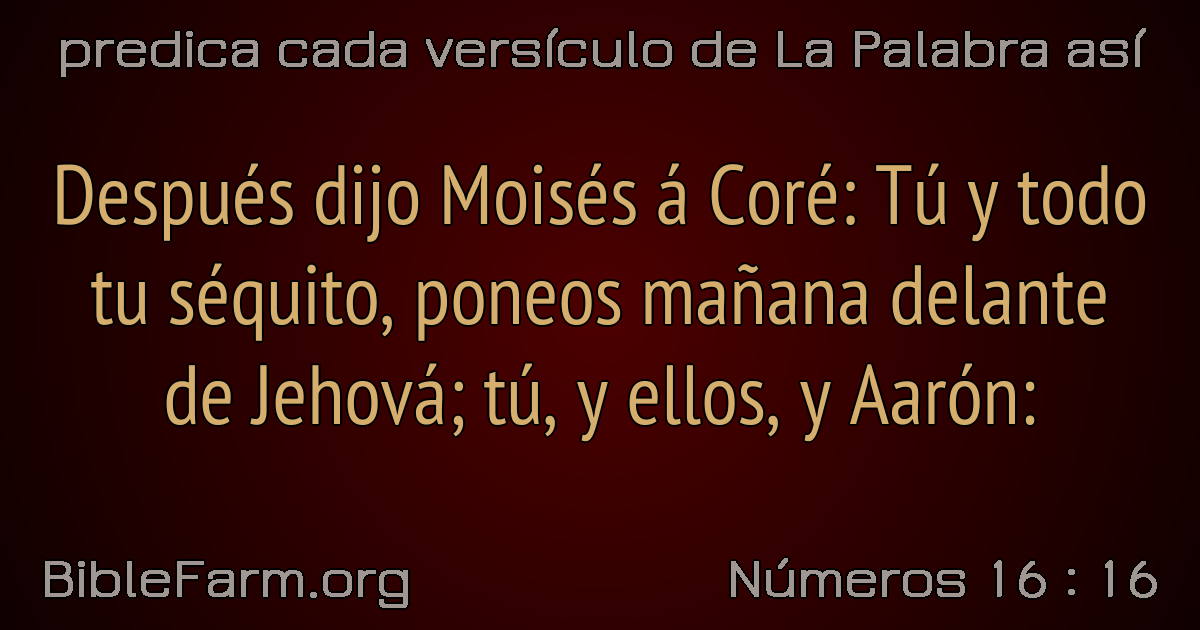 predica cada versículo de La Palabra así
Después dijo Moisés á Coré: Tú y todo
tu séquito, poneos mañana delante
de Jehová; tú, y ellos, y Aarón:
BibleFarm.org
Números 16 : 16